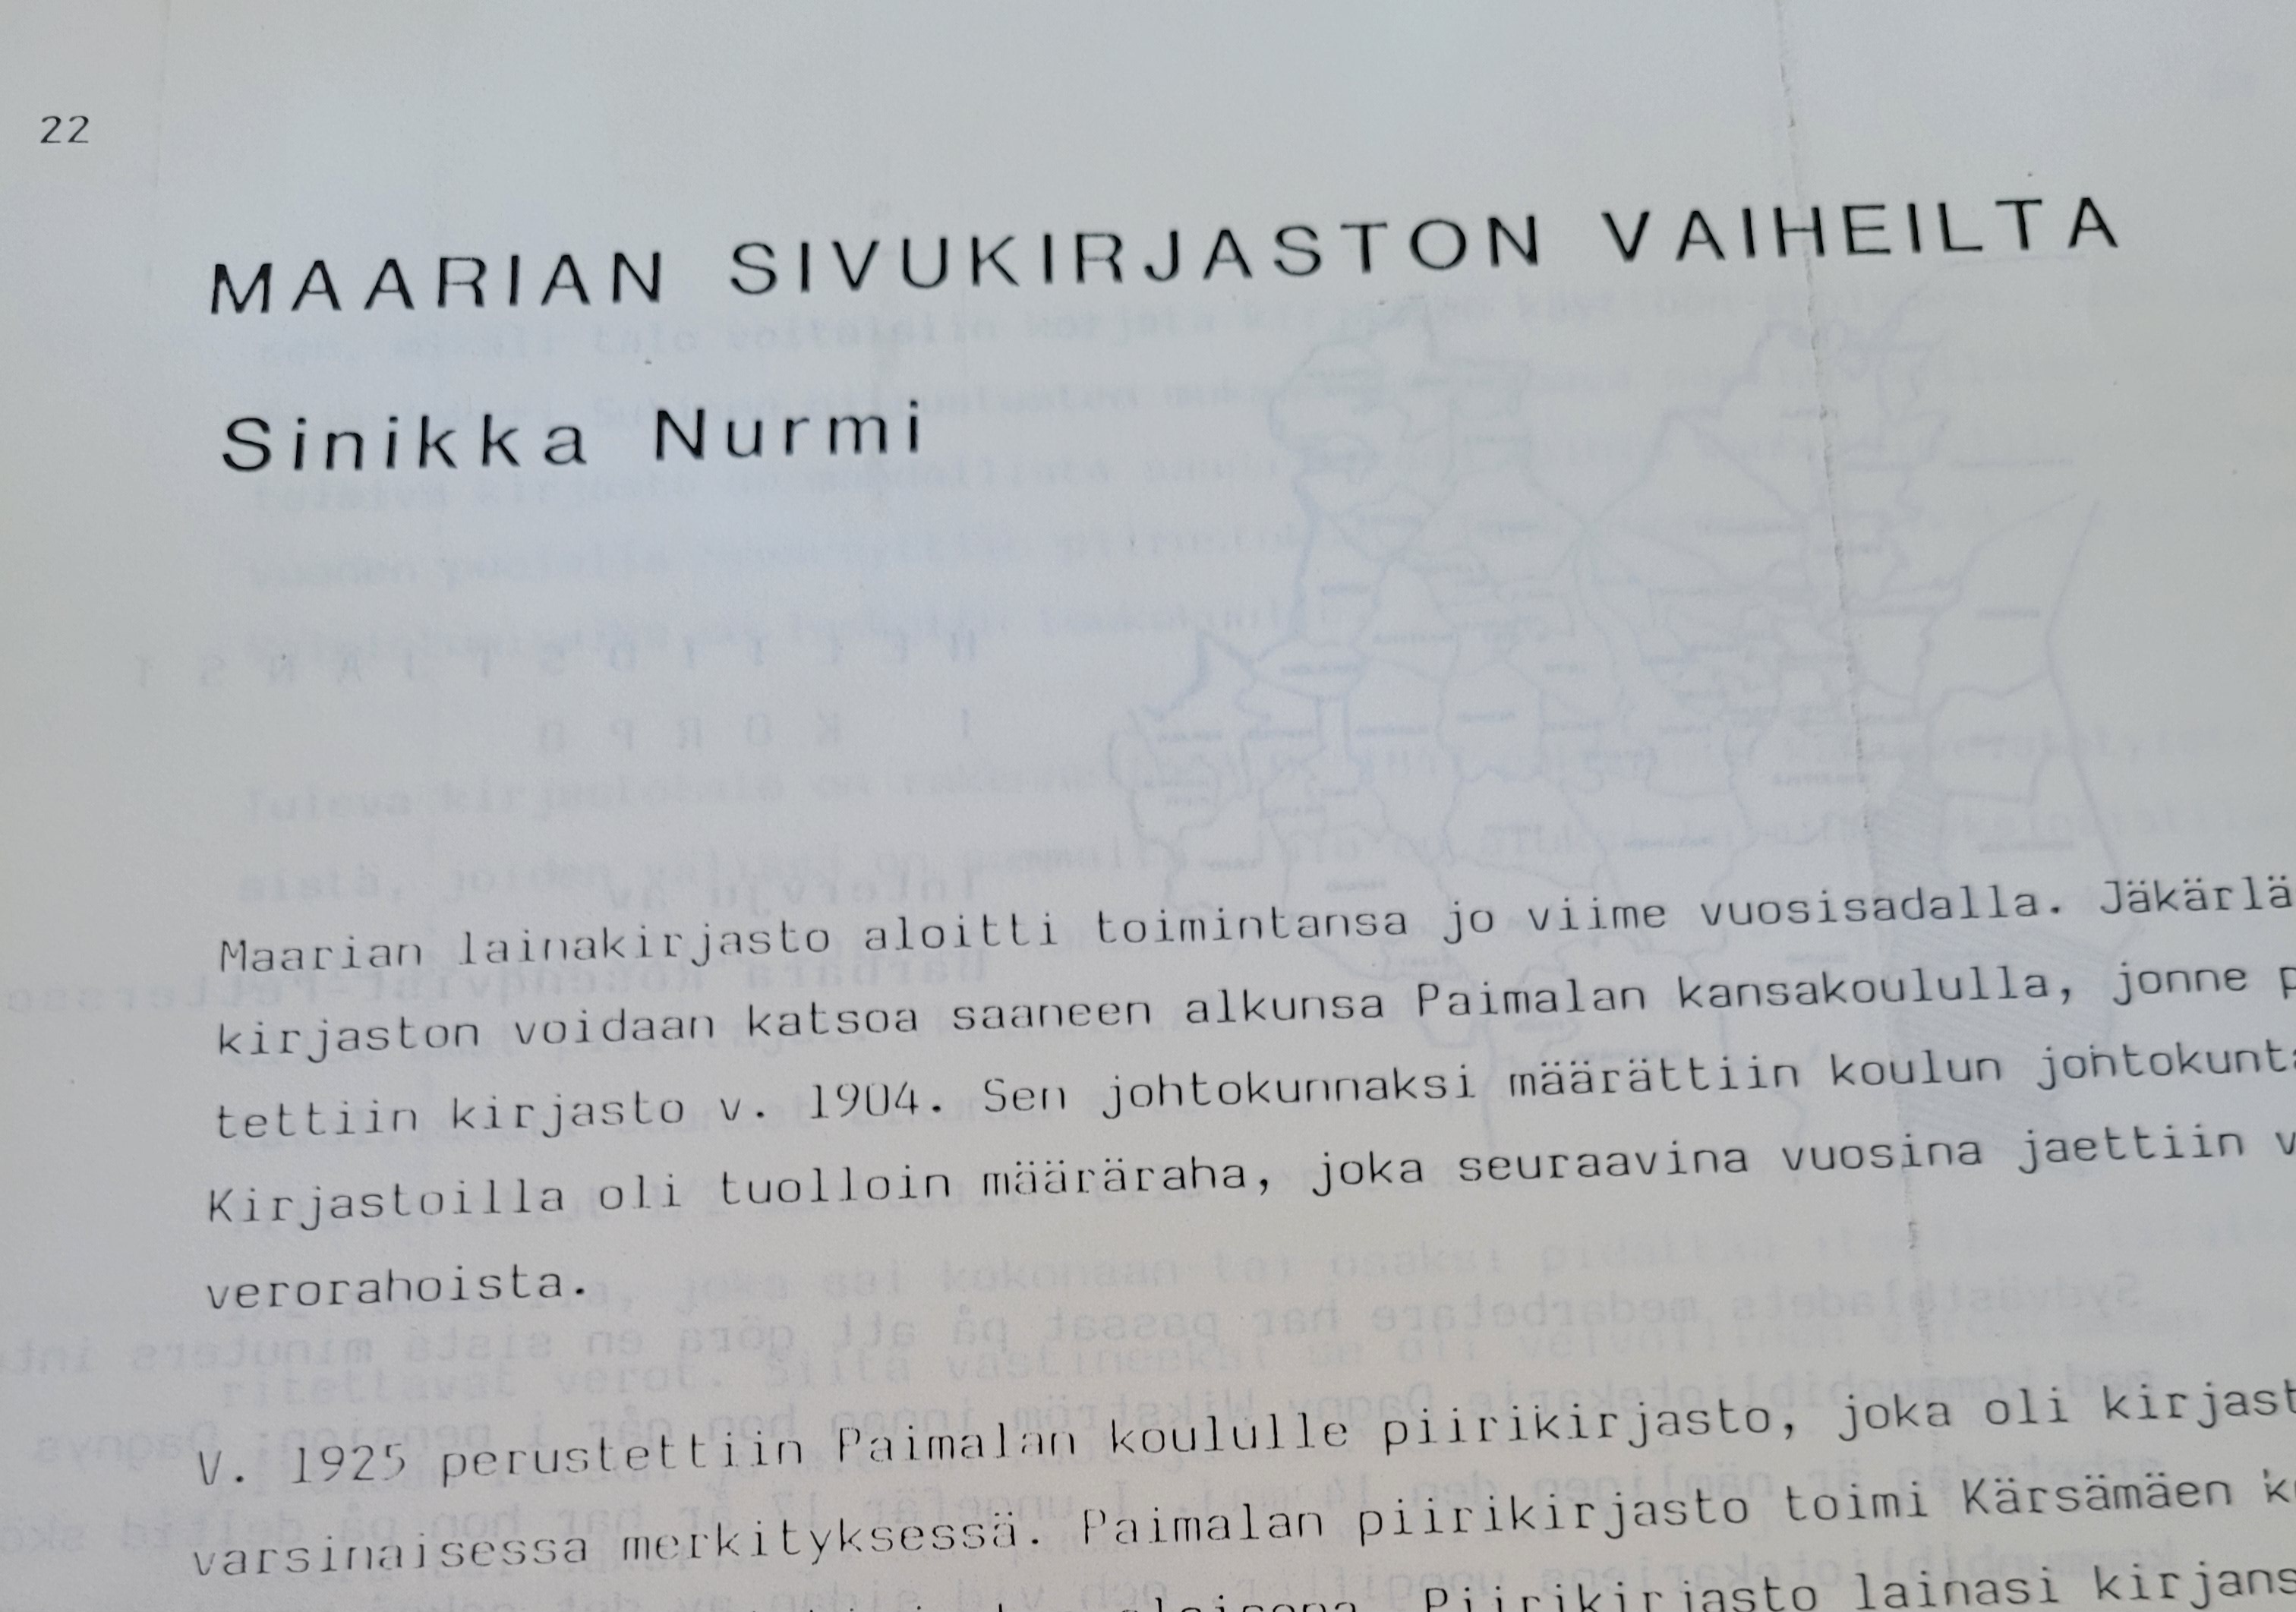 22
MAARIAN SIVUKIRJASTON VAIHEILTA
Sinikka Nurmi
Maarian lainakirjasto aloitti toimintansa jo viime vuosisadalla. Jäkärlä
kirjaston voidaan katsoa saaneen alkunsa Paimalan kansakoululla, jonne p
tettiin kirjasto v. 1904. Sen johtokunnaksi määrättiin koulun johtokunta
Kirjastoilla oli tuolloin määräraha, joka seuraavina vuosina jaettiin v
verorahoista.
V. 1925 perustettiin Paimalan koululle piirikirjasto, joka oli kirjast
varsinaisessa merkityksessä. Paimalan piirikirjasto toimi Kärsämäen k
Piirikirjasto lainasi kirjans